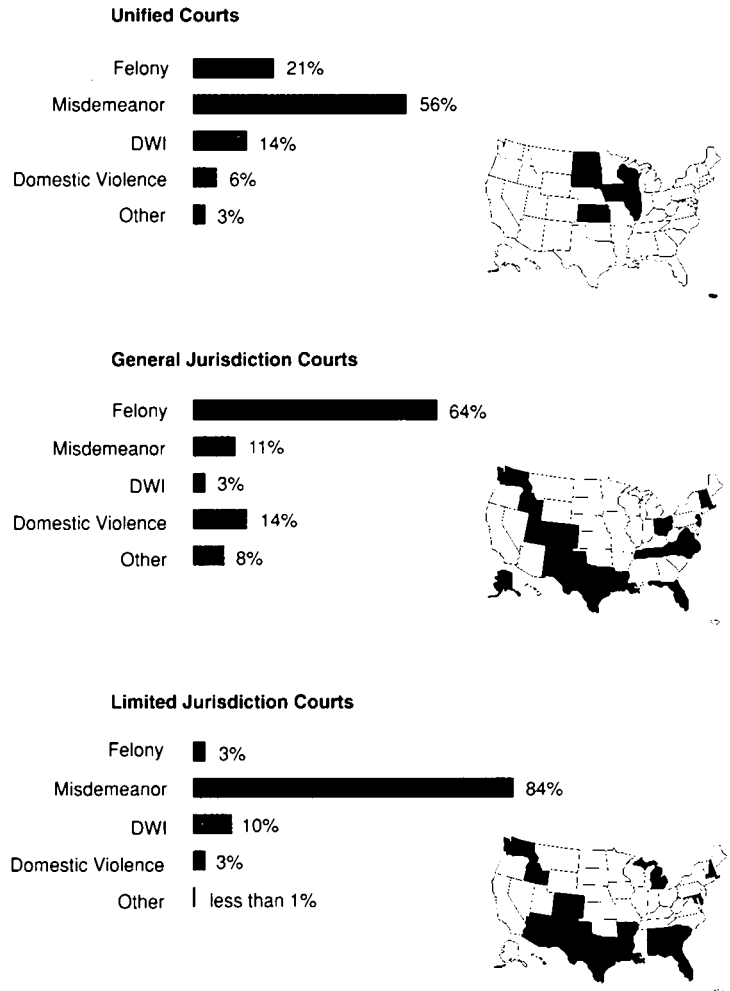 Unified Courts
Felony 21%
Misdemeanor 56%
DWI 14%
Domestic Violence 6%
Other 3%
General Jurisdiction Courts
Felony 64%
Misdemeanor 11%
DWI 3%
Domestic Violence 14%
Other 8%
Limited Jurisdiction Courts
Felony 3%
Misdemeanor 84%
DWI 10%
Domestic Violence 3%
Other less than 1%